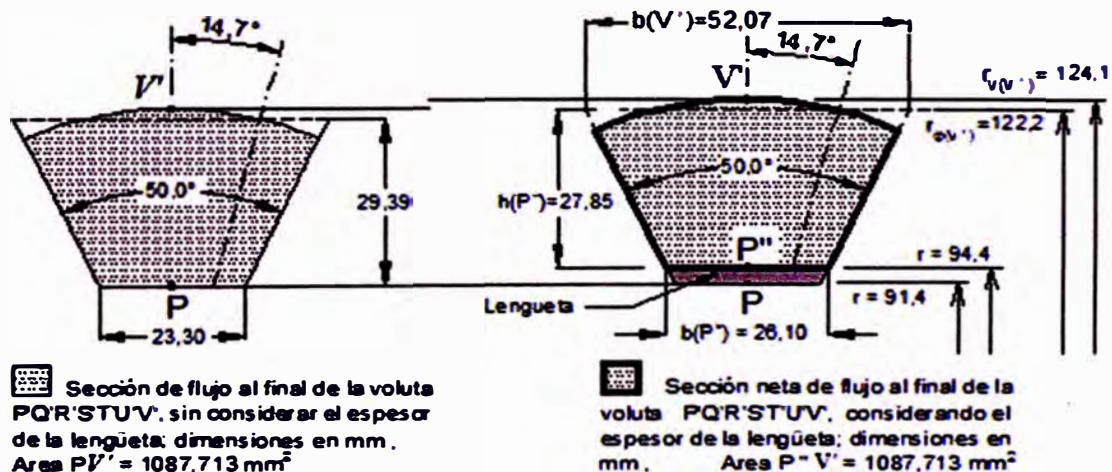 14,7°
V'
50,0°
29,39
P
23,30
b(V')=52,07
14,7°
V'
r_V(V') = 124,1
r_Φ(V') =122,2
50,0°
h(P")=27,85
P"
r = 94,4
Lengueta
P
r = 91,4
b(P") = 26,10
Sección de flujo al final de la voluta
PQ'R'S'T'U'V', sin considerar el espesor
de la lengüeta; dimensiones en mm.
Area PV' = 1087,713 mm²
Sección neta de flujo al final de la
voluta PQ'R'S'T'U'V', considerando el
espesor de la lengüeta; dimensiones en
mm. Area P" V' = 1087,713 mm²